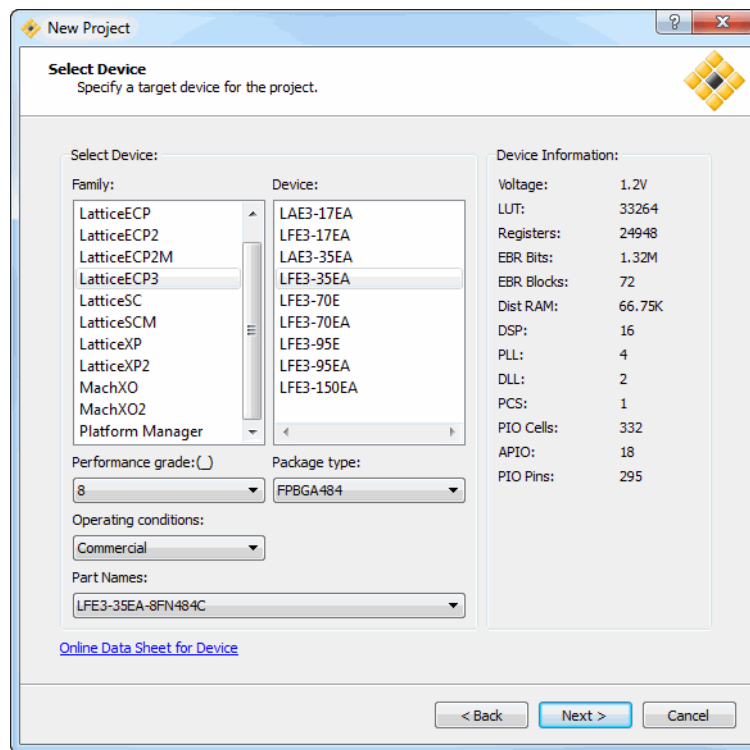 New Project
Select Device
Specify a target device for the project.
Select Device:
Family:
LatticeECP
LatticeECP2
LatticeECP2M
LatticeECP3
LatticeSC
LatticeSCM
LatticeXP
LatticeXP2
MachXO
MachXO2
Platform Manager
Device:
LAE3-17EA
LFE3-17EA
LAE3-35EA
LFE3-35EA
LFE3-70E
LFE3-70EA
LFE3-95E
LFE3-95EA
LFE3-150EA
Performance grade:(_)
8
Package type:
FPBGA484
Operating conditions:
Commercial
Part Names:
LFE3-35EA-8FN484C
Device Information:
Voltage: 1.2V
LUT: 33264
Registers: 24948
EBR Bits: 1.32M
EBR Blocks: 72
Dist RAM: 66.75K
DSP: 16
PLL: 4
DLL: 2
PCS: 1
PIO Cells: 332
APIO: 18
PIO Pins: 295
Online Data Sheet for Device
< Back
Next >
Cancel